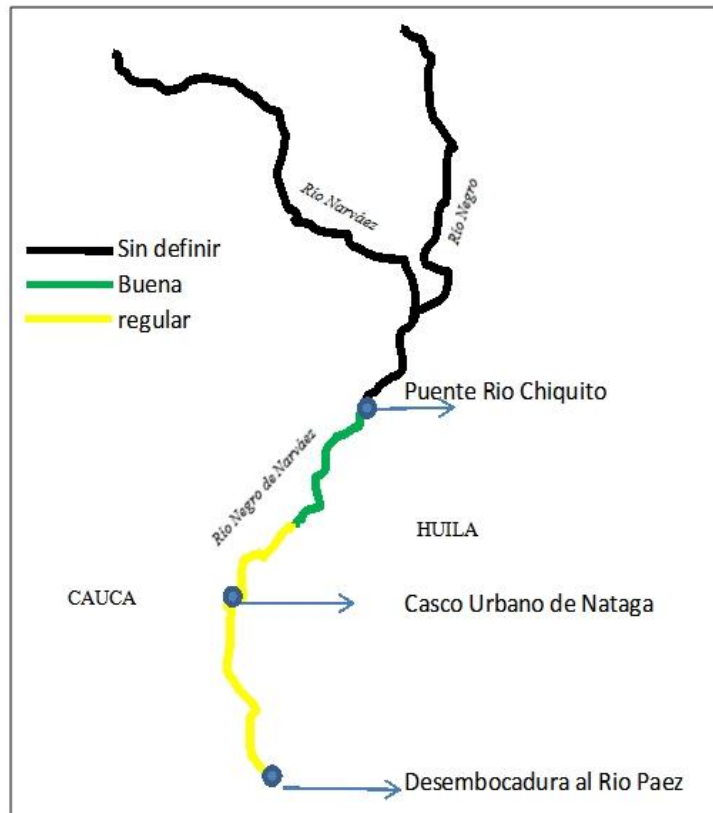 Río Narváez
Río Negro
Sin definir
Buena
regular
Puente Rio Chiquito
Río Negro de Narváez
HUILA
CAUCA
Casco Urbano de Nataga
Desembocadura al Rio Paez